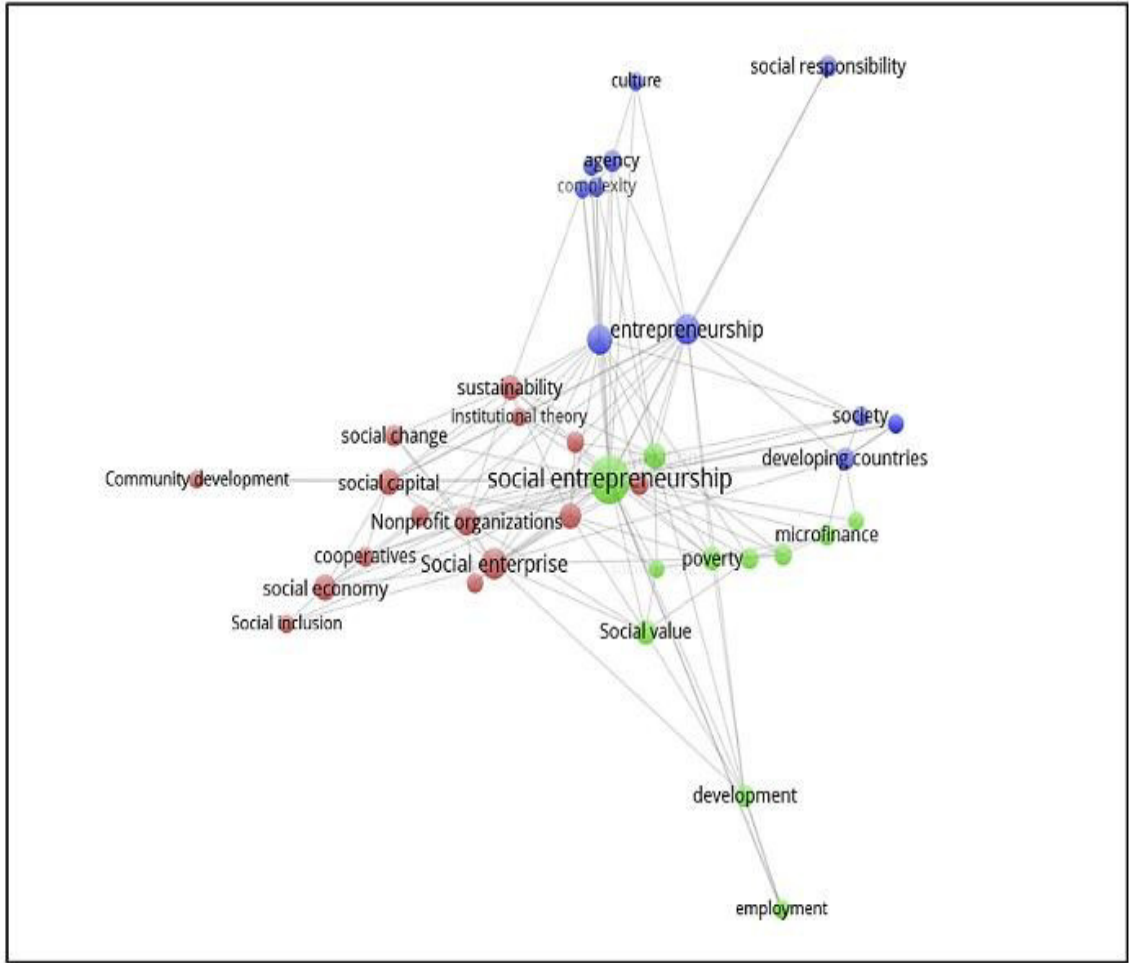 social responsibility
culture
agency
complexity
entrepreneurship
sustainability
institutional theory
society
social change
developing countries
social entrepreneurship
Community development
social capital
Nonprofit organizations
microfinance
cooperatives
poverty
Social enterprise
social economy
Social inclusion
Social value
development
employment